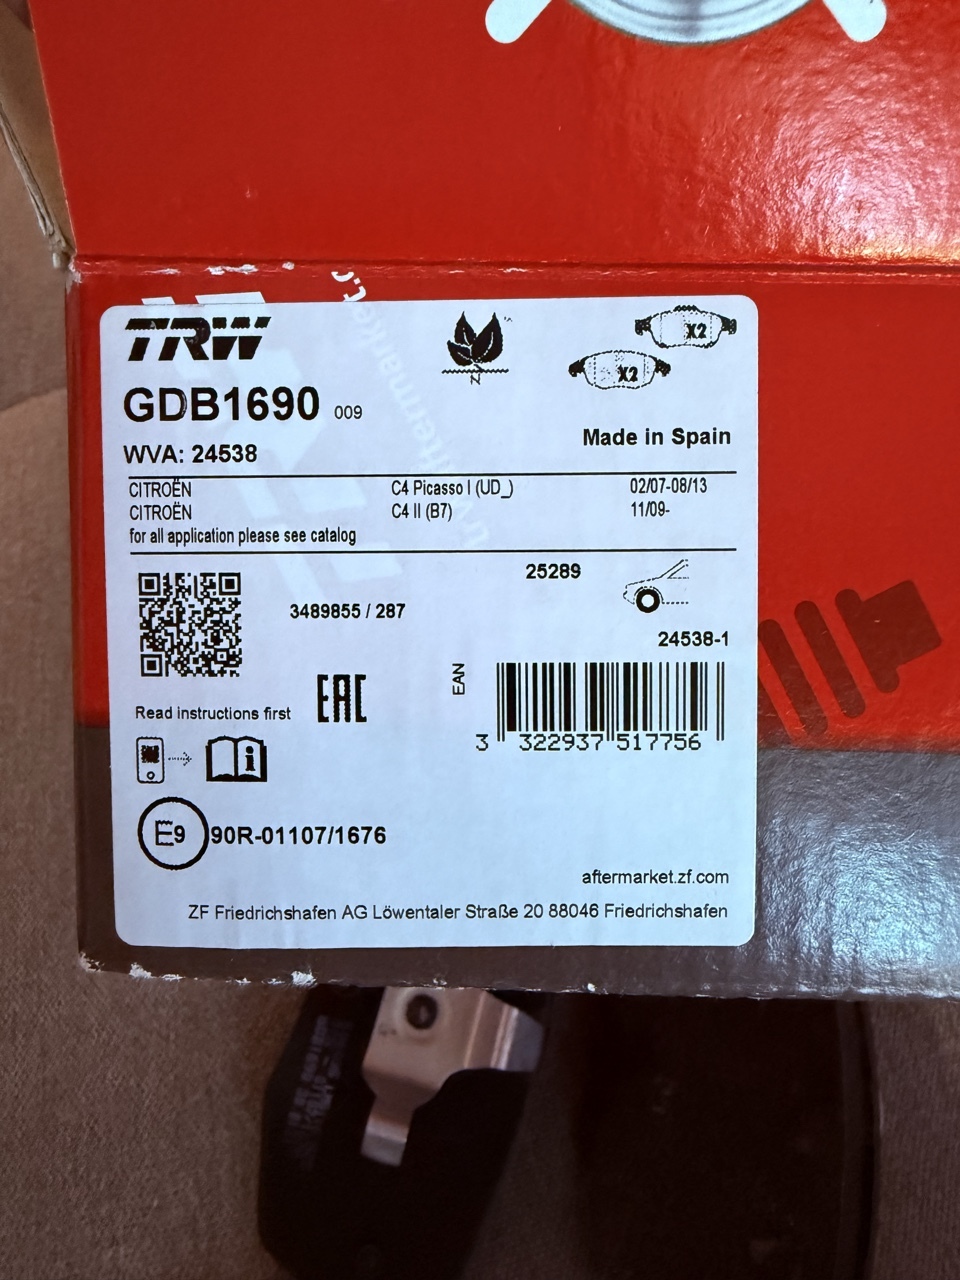 TRW
GDB1690 009
WVA: 24538
X2
X2
Made in Spain
CITROËN C4 Picasso I (UD_) 02/07-08/13
CITROËN C4 II (B7) 11/09-
for all application please see catalog
25289
3489855 / 287
24538-1
EAN
EAC
Read instructions first
3 322937 517756
i
E9 90R-01107/1676
aftermarket.zf.com
ZF Friedrichshafen AG Löwentaler Straße 20 88046 Friedrichshafen